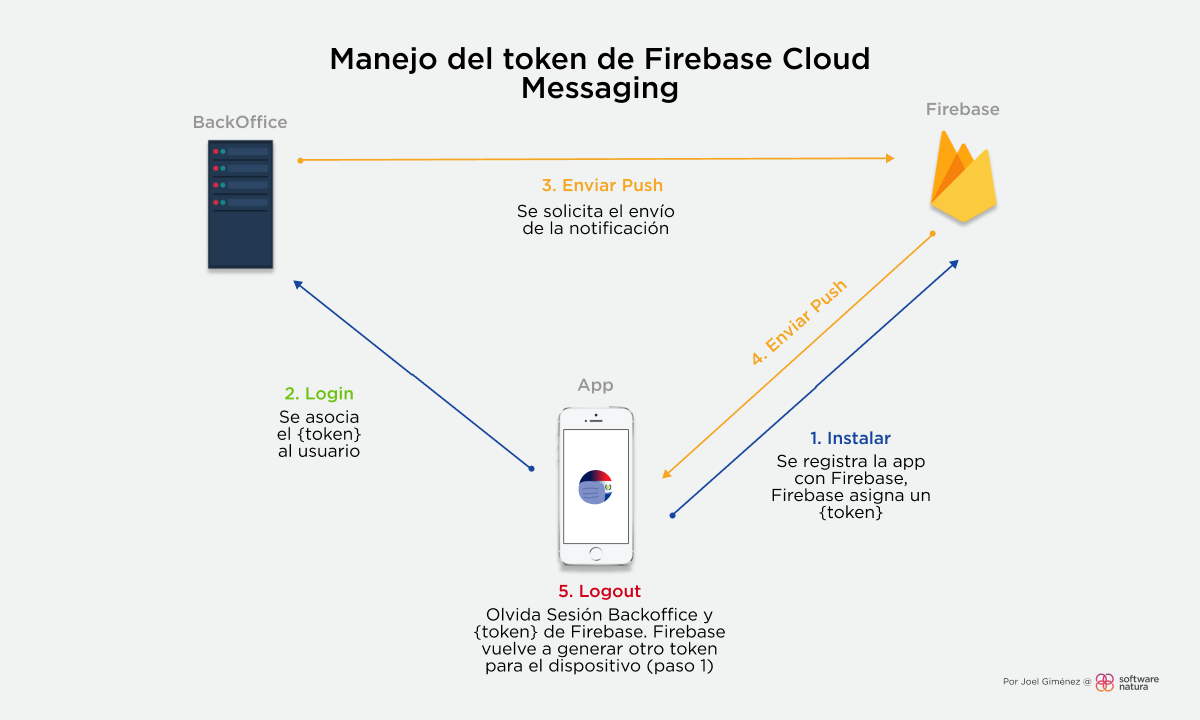 Manejo del token de Firebase Cloud
Messaging
BackOffice
Firebase
3. Enviar Push
Se solicita el envío
de la notificación
4. Enviar Push
App
2. Login
Se asocia
el {token}
al usuario
1. Instalar
Se registra la app
con Firebase,
Firebase asigna un
{token}
5. Logout
Olvida Sesión Backoffice y
{token} de Firebase. Firebase
vuelve a generar otro token
para el dispositivo (paso 1)
Por Joel Giménez @
software
natura